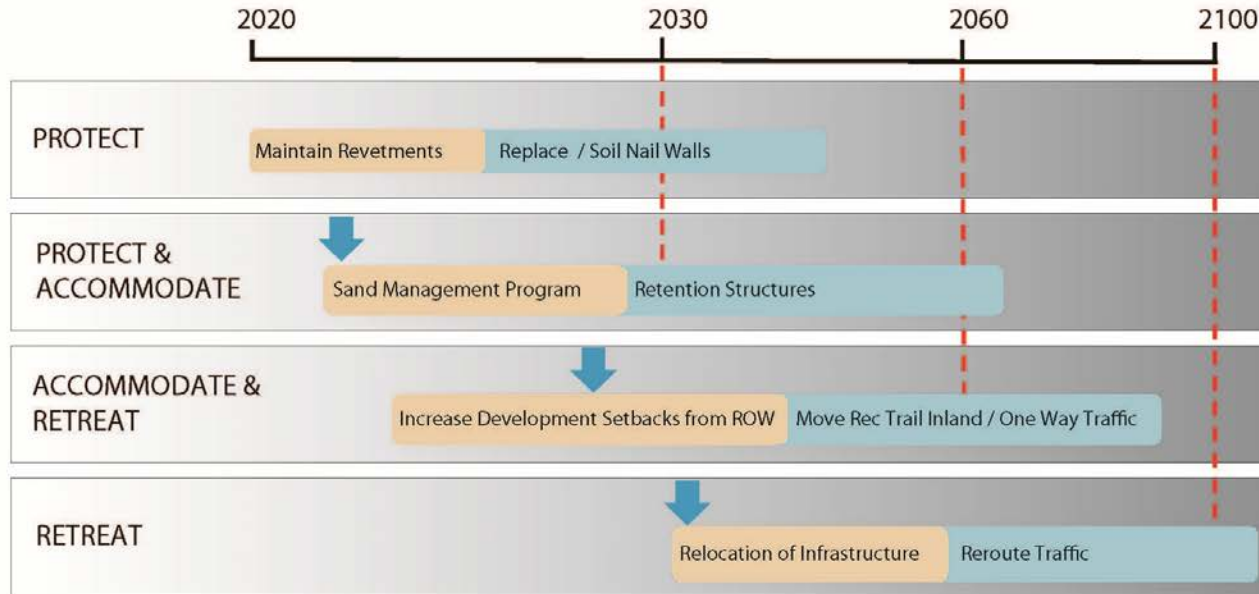 2020 2030 2060 2100
PROTECT
Maintain Revetments
Replace / Soil Nail Walls
PROTECT &
ACCOMMODATE
Sand Management Program
Retention Structures
ACCOMMODATE &
RETREAT
Increase Development Setbacks from ROW
Move Rec Trail Inland / One Way Traffic
RETREAT
Relocation of Infrastructure
Reroute Traffic